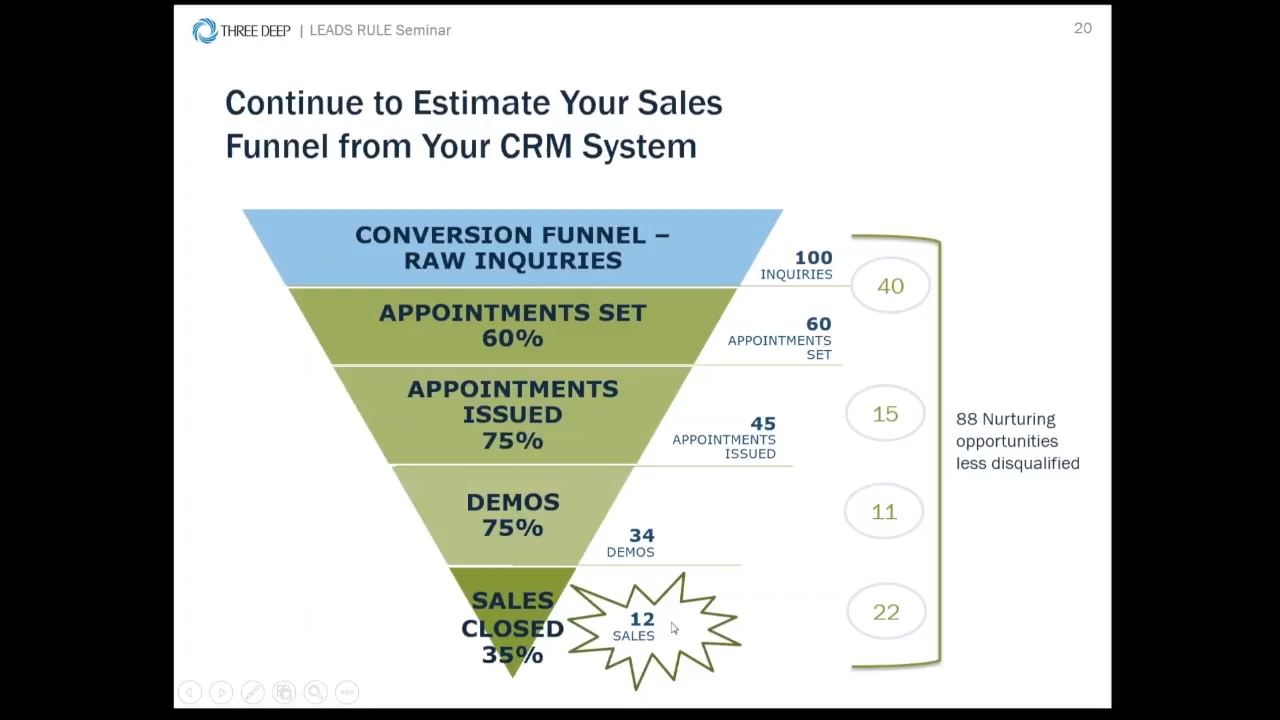 THREE DEEP | LEADS RULE Seminar
20
Continue to Estimate Your Sales
Funnel from Your CRM System
CONVERSION FUNNEL –
RAW INQUIRIES
100
INQUIRIES
40
APPOINTMENTS SET
60%
60
APPOINTMENTS
SET
APPOINTMENTS
ISSUED
75%
45
APPOINTMENTS
ISSUED
15
88 Nurturing
opportunities
less disqualified
DEMOS
75%
34
DEMOS
11
SALES
CLOSED
35%
12
SALES
22